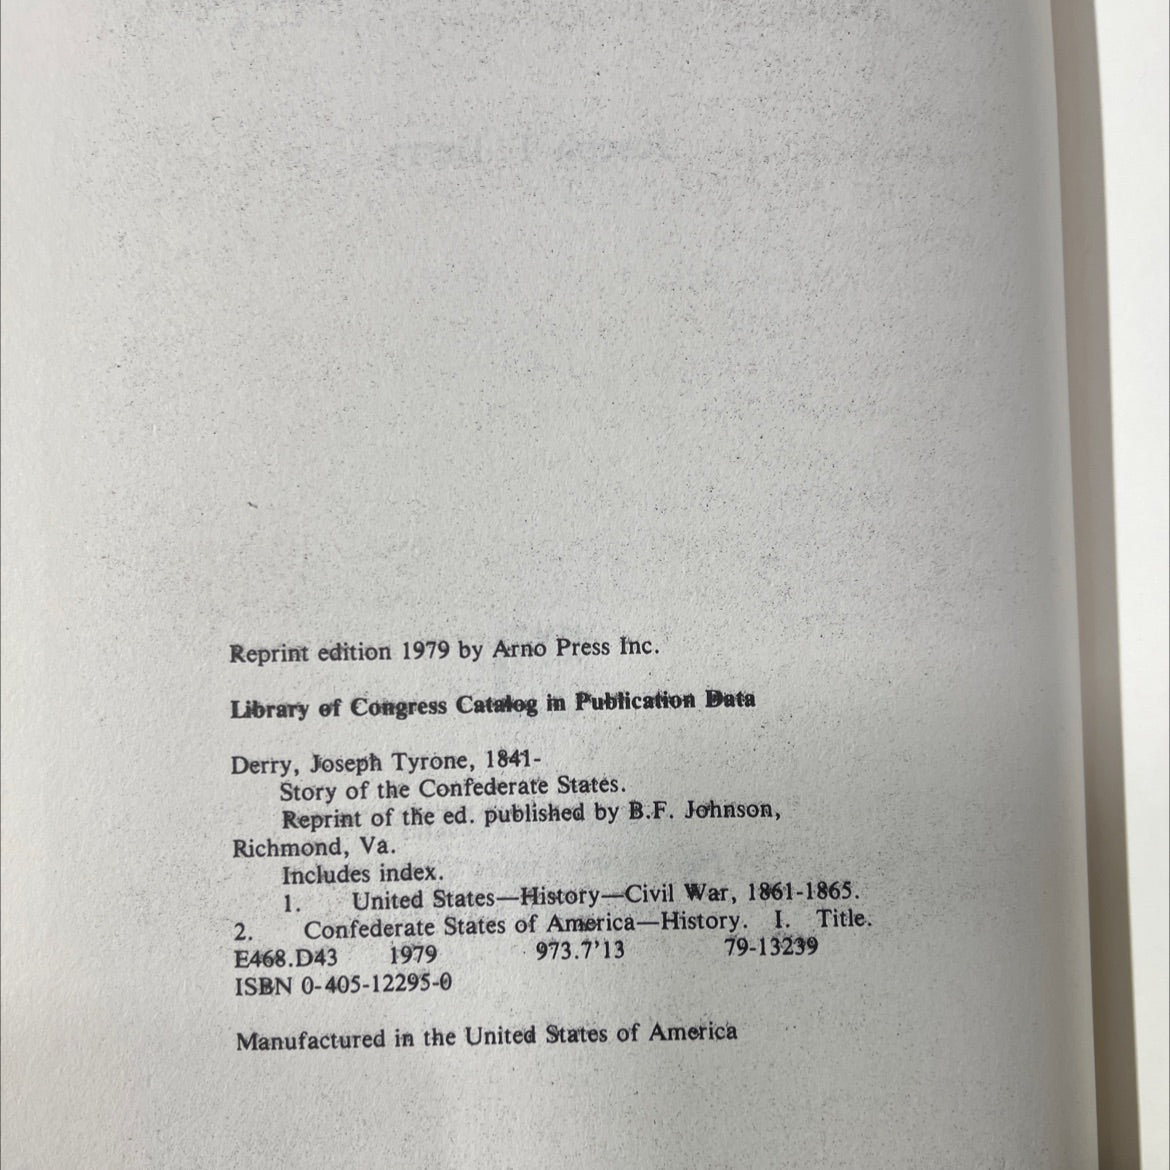 Reprint edition 1979 by Arno Press Inc.
Library of Congress Catalog in Publication Data
Derry, Joseph Tyrone, 1841-
Story of the Confederate States.
Reprint of the ed. published by B.F. Johnson,
Richmond, Va.
Includes index.
1. United States—History—Civil War, 1861-1865.
2. Confederate States of America—History. I. Title.
E468.D43 1979 973.7'13 79-13239
ISBN 0-405-12295-0
Manufactured in the United States of America